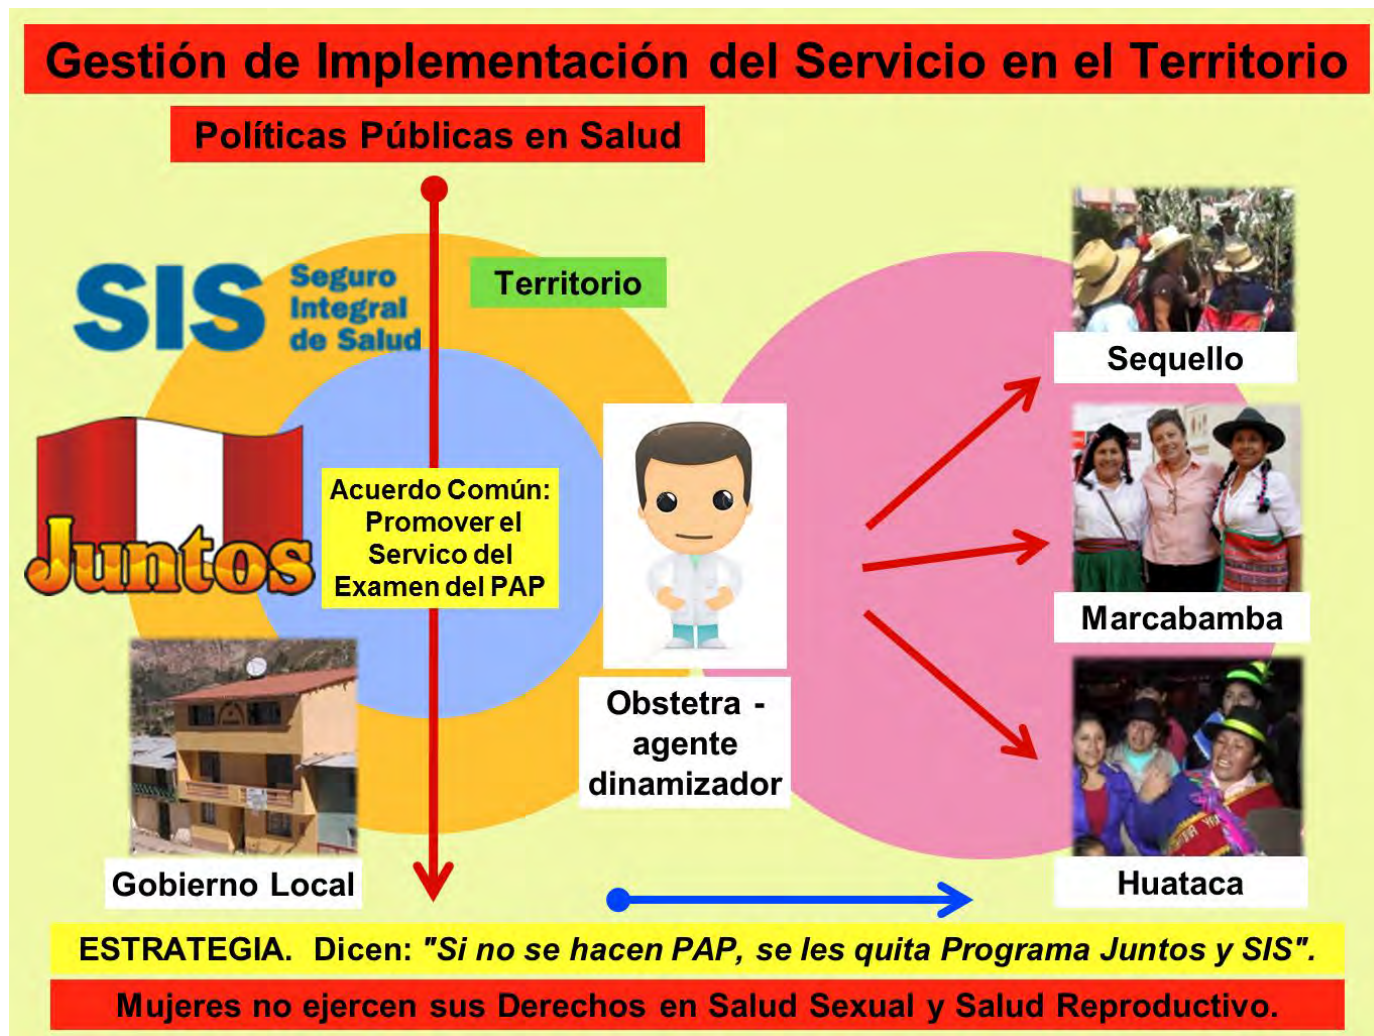 Gestión de Implementación del Servicio en el Territorio
Políticas Públicas en Salud
SIS
Seguro
Integral
de Salud
Territorio
Juntos
Acuerdo Común:
Promover el
Servico del
Examen del PAP
Gobierno Local
Obstetra -
agente
dinamizador
Sequello
Marcabamba
Huataca
ESTRATEGIA. Dicen: "Si no se hacen PAP, se les quita Programa Juntos y SIS".
Mujeres no ejercen sus Derechos en Salud Sexual y Salud Reproductivo.